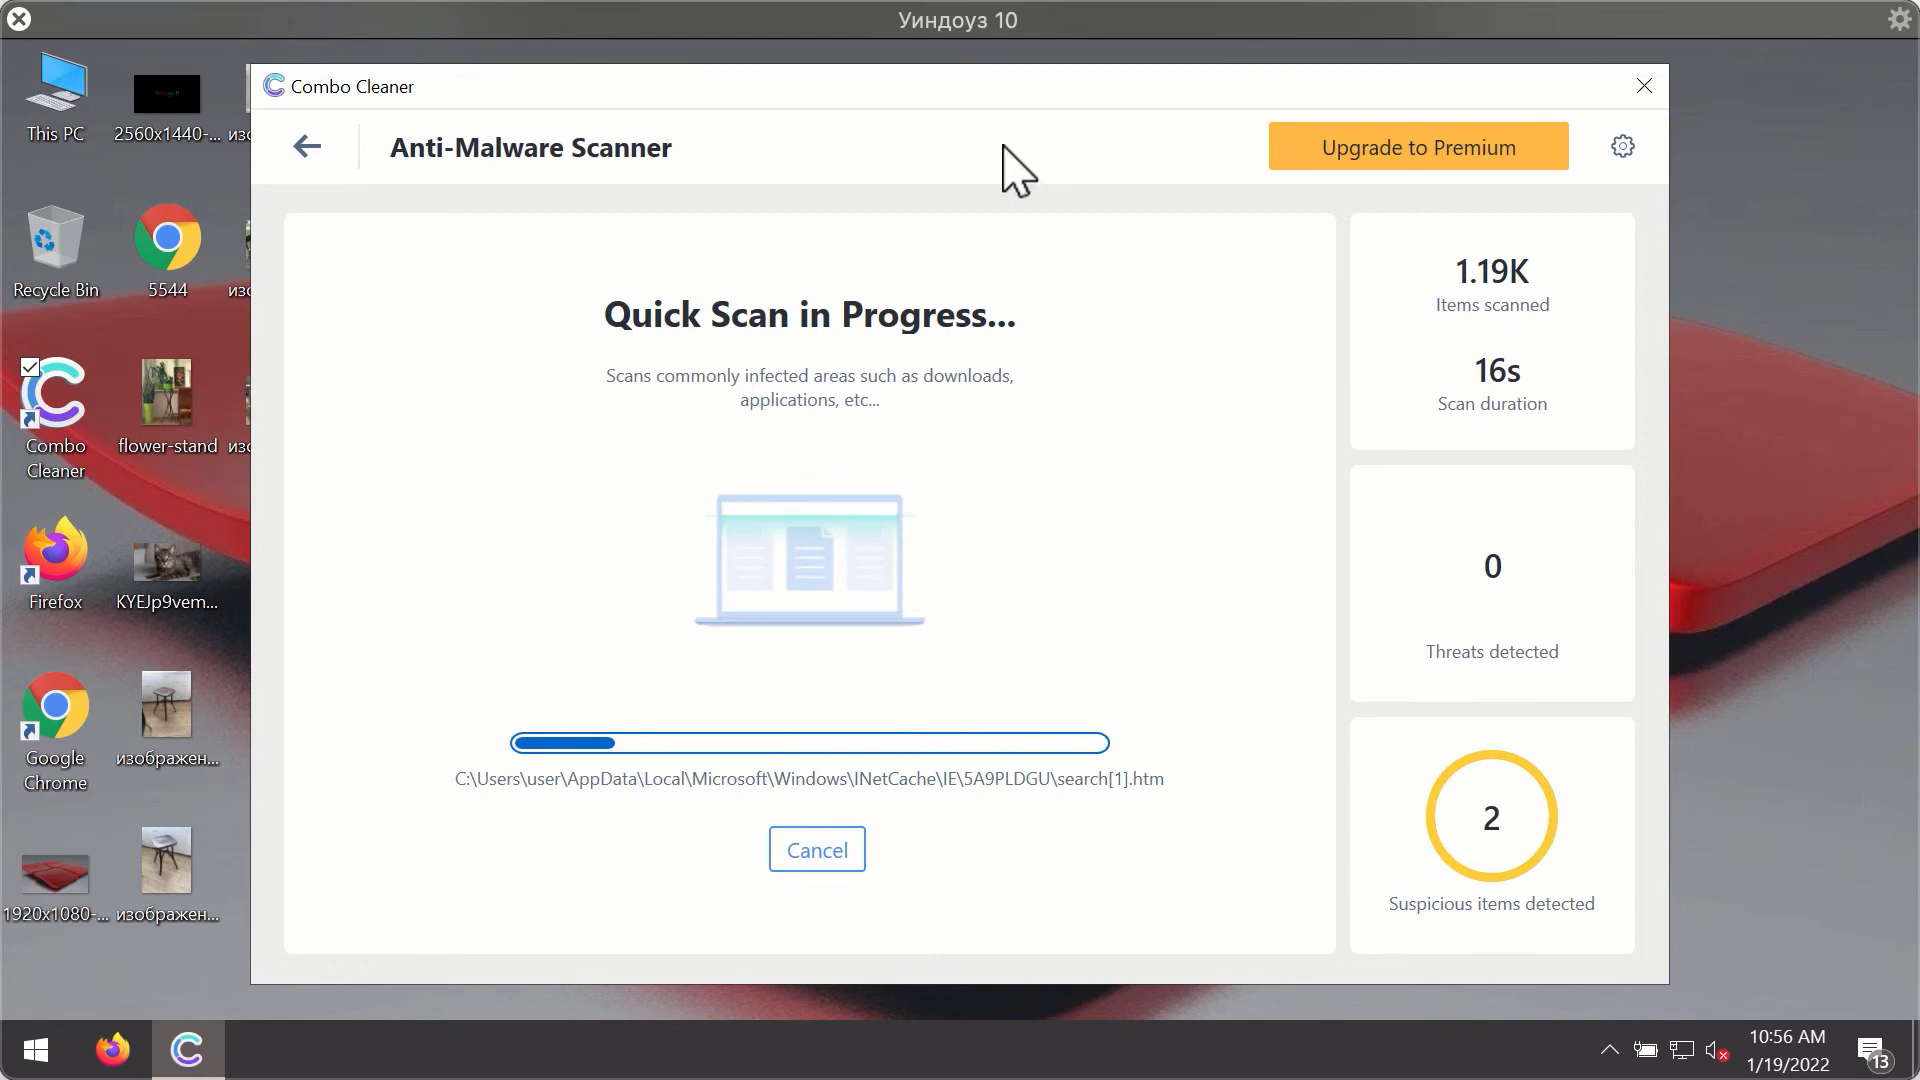 Уиндоуз 10
This PC
2560x1440-...
изо
Recycle Bin
5544
изо
Combo
Cleaner
flower-stand
изо
Firefox
KYEJp9vem...
Google
Chrome
изображен...
1920x1080-...
изображен...
Combo Cleaner
Anti-Malware Scanner
Upgrade to Premium
Quick Scan in Progress...
Scans commonly infected areas such as downloads,
applications, etc...
C:\Users\user\AppData\Local\Microsoft\Windows\INetCache\IE\5A9PLDGU\search[1].htm
Cancel
1.19K
Items scanned
16s
Scan duration
0
Threats detected
2
Suspicious items detected
10:56 AM
1/19/2022
13